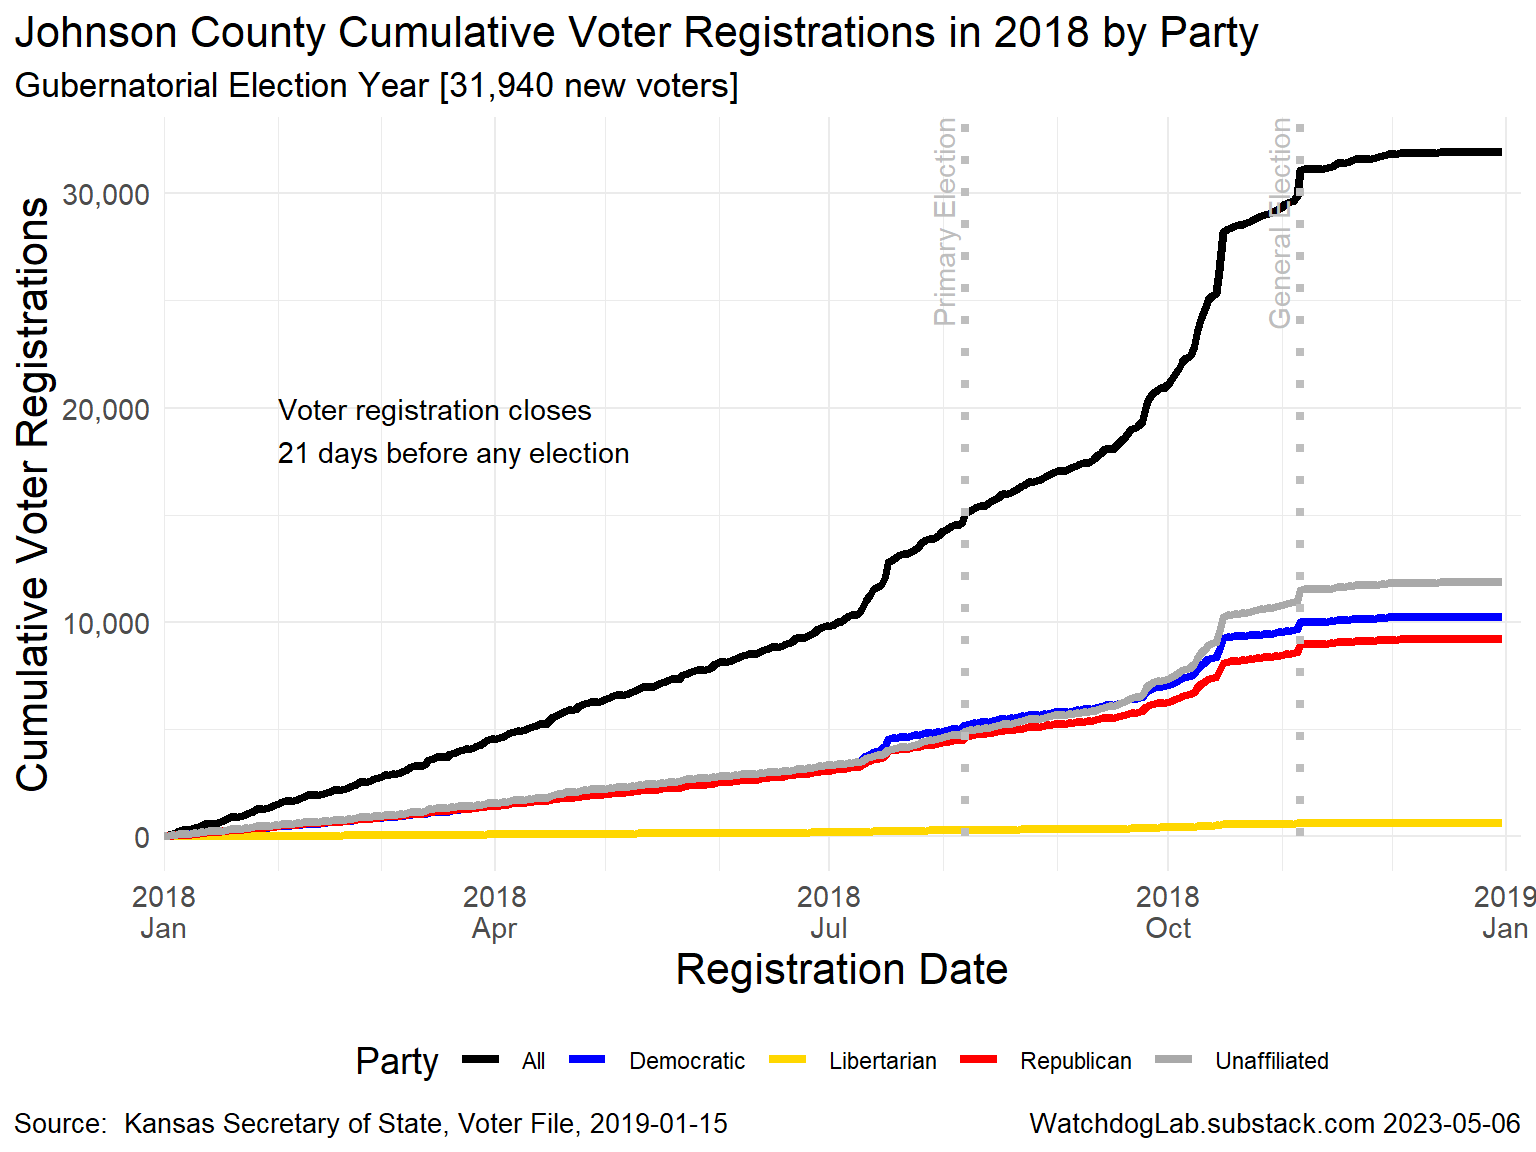 Johnson County Cumulative Voter Registrations in 2018 by Party
Gubernatorial Election Year [31,940 new voters]
Cumulative Voter Registrations
30,000
20,000
10,000
0
Primary Election
General Election
Voter registration closes
21 days before any election
2018 2018 2018 2018 2019
Jan Apr Jul Oct Jan
Registration Date
Party All Democratic Libertarian Republican Unaffiliated
Source:  Kansas Secretary of State, Voter File, 2019-01-15
WatchdogLab.substack.com 2023-05-06